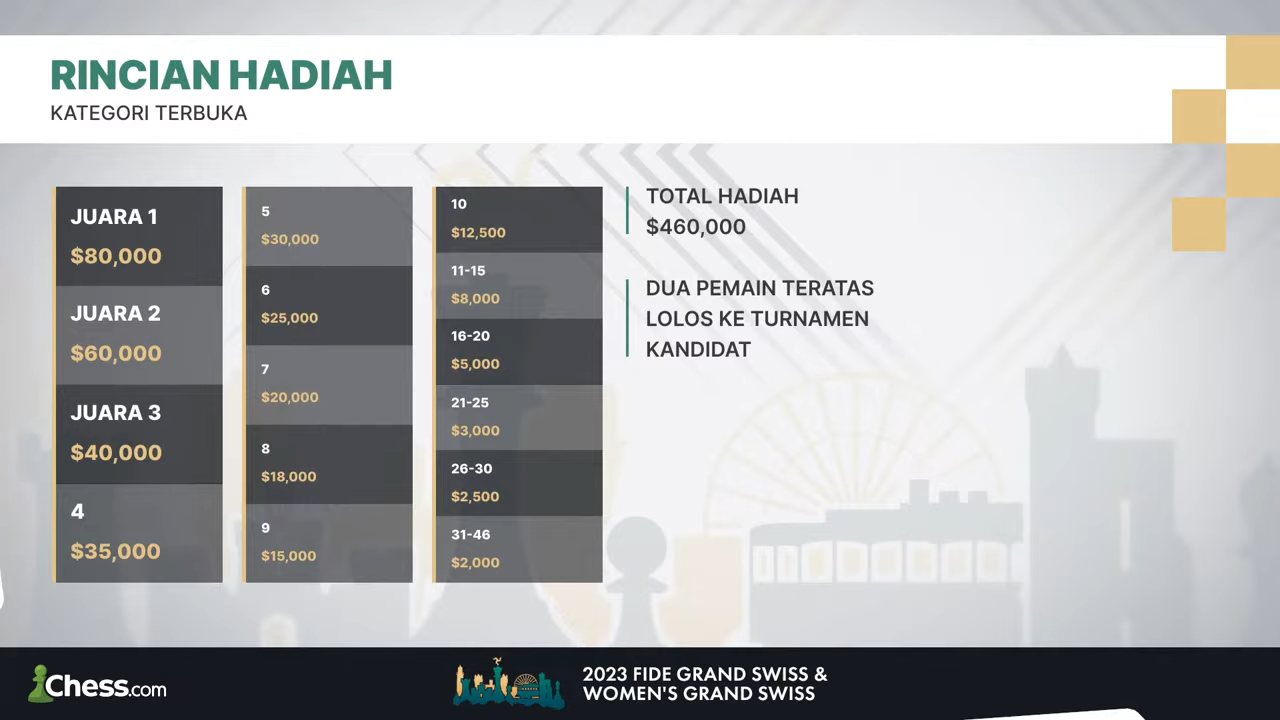 RINCIAN HADIAH
KATEGORI TERBUKA
JUARA 1
$80,000
JUARA 2
$60,000
JUARA 3
$40,000
4
$35,000
5
$30,000
6
$25,000
7
$20,000
8
$18,000
9
$15,000
10
$12,500
11-15
$8,000
16-20
$5,000
21-25
$3,000
26-30
$2,500
31-46
$2,000
TOTAL HADIAH
$460,000
DUA PEMAIN TERATAS
LOLOS KE TURNAMEN
KANDIDAT
Chess.com
2023 FIDE GRAND SWISS &
WOMEN'S GRAND SWISS